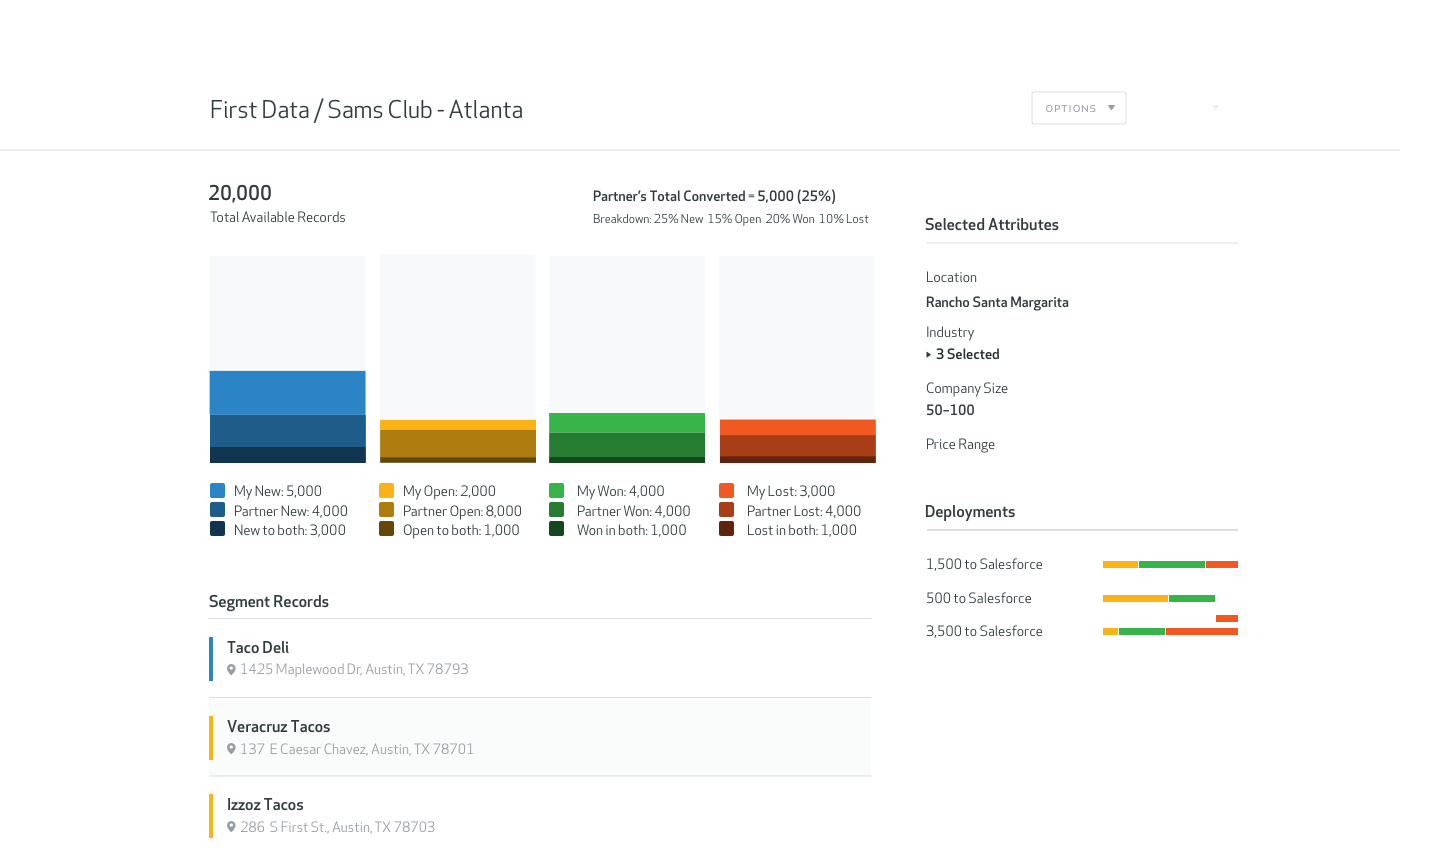 First Data / Sams Club - Atlanta
OPTIONS
20,000
Total Available Records
Partner's Total Converted = 5,000 (25%)
Breakdown: 25% New 15% Open 20% Won 10% Lost
My New: 5,000
Partner New: 4,000
New to both: 3,000
My Open: 2,000
Partner Open: 8,000
Open to both: 1,000
My Won: 4,000
Partner Won: 4,000
Won in both: 1,000
My Lost: 3,000
Partner Lost: 4,000
Lost in both: 1,000
Segment Records
Taco Deli
1425 Maplewood Dr, Austin, TX 78793
Veracruz Tacos
137 E Caesar Chavez, Austin, TX 78701
Izzoz Tacos
286 S First St., Austin, TX 78703
Selected Attributes
Location
Rancho Santa Margarita
Industry
3 Selected
Company Size
50–100
Price Range
Deployments
1,500 to Salesforce
500 to Salesforce
3,500 to Salesforce